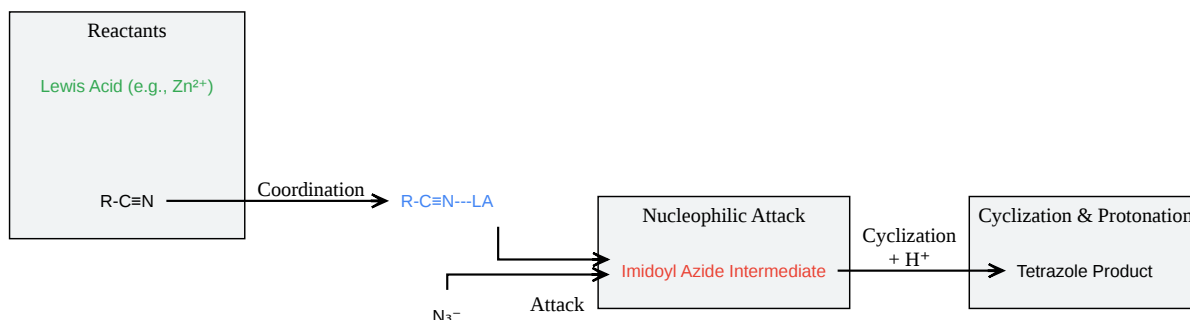 Reactants
Lewis Acid (e.g., Zn²⁺)
R-C≡N
Coordination
R-C≡N---LA
N₃⁻
Attack
Nucleophilic Attack
Imidoyl Azide Intermediate
Cyclization
+ H⁺
Cyclization & Protonation
Tetrazole Product